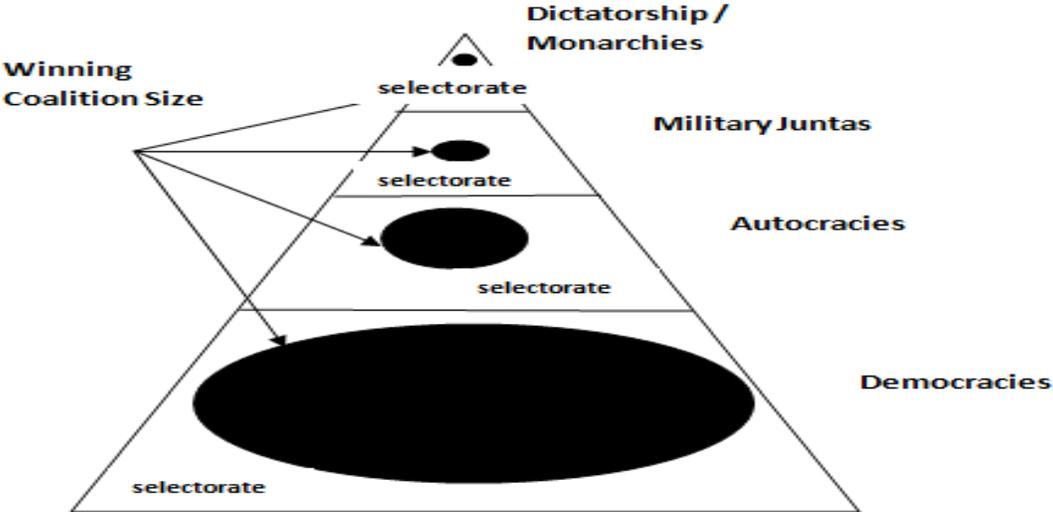 Dictatorship /
Monarchies
Winning
Coalition Size
selectorate
Military Juntas
selectorate
Autocracies
selectorate
Democracies
selectorate